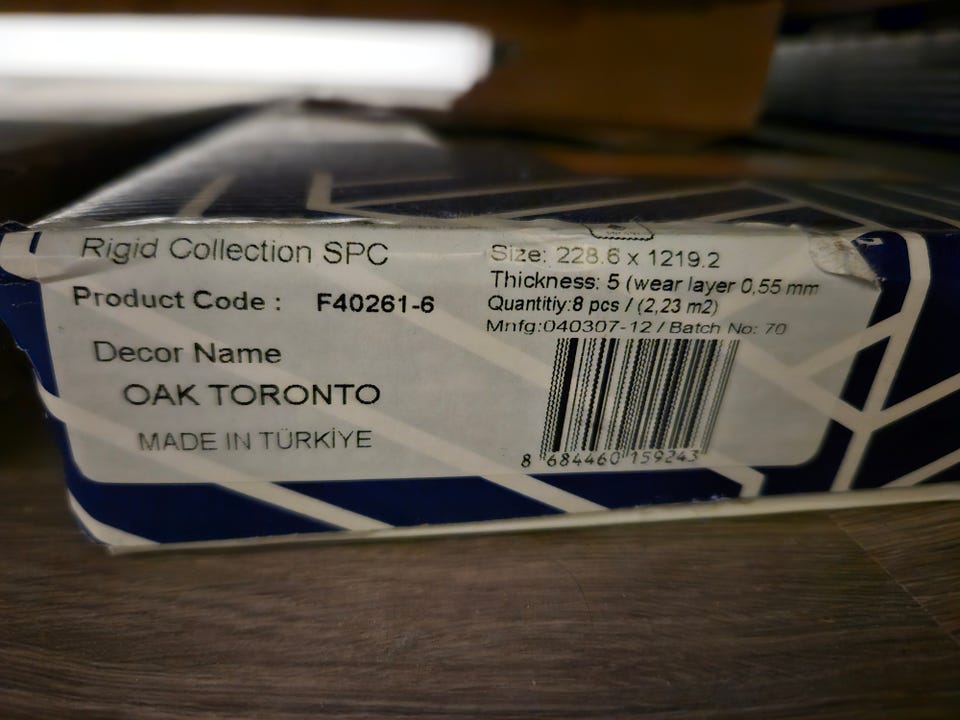 Rigid Collection SPC
Product Code : F40261-6
Decor Name
OAK TORONTO
MADE IN TÜRKİYE
Size: 228.6 x 1219.2
Thickness: 5 (wear layer 0,55 mm
Quantitiy:8 pcs / (2,23 m2)
Mnfg:040307-12 / Batch No: 70
8 684460 159243